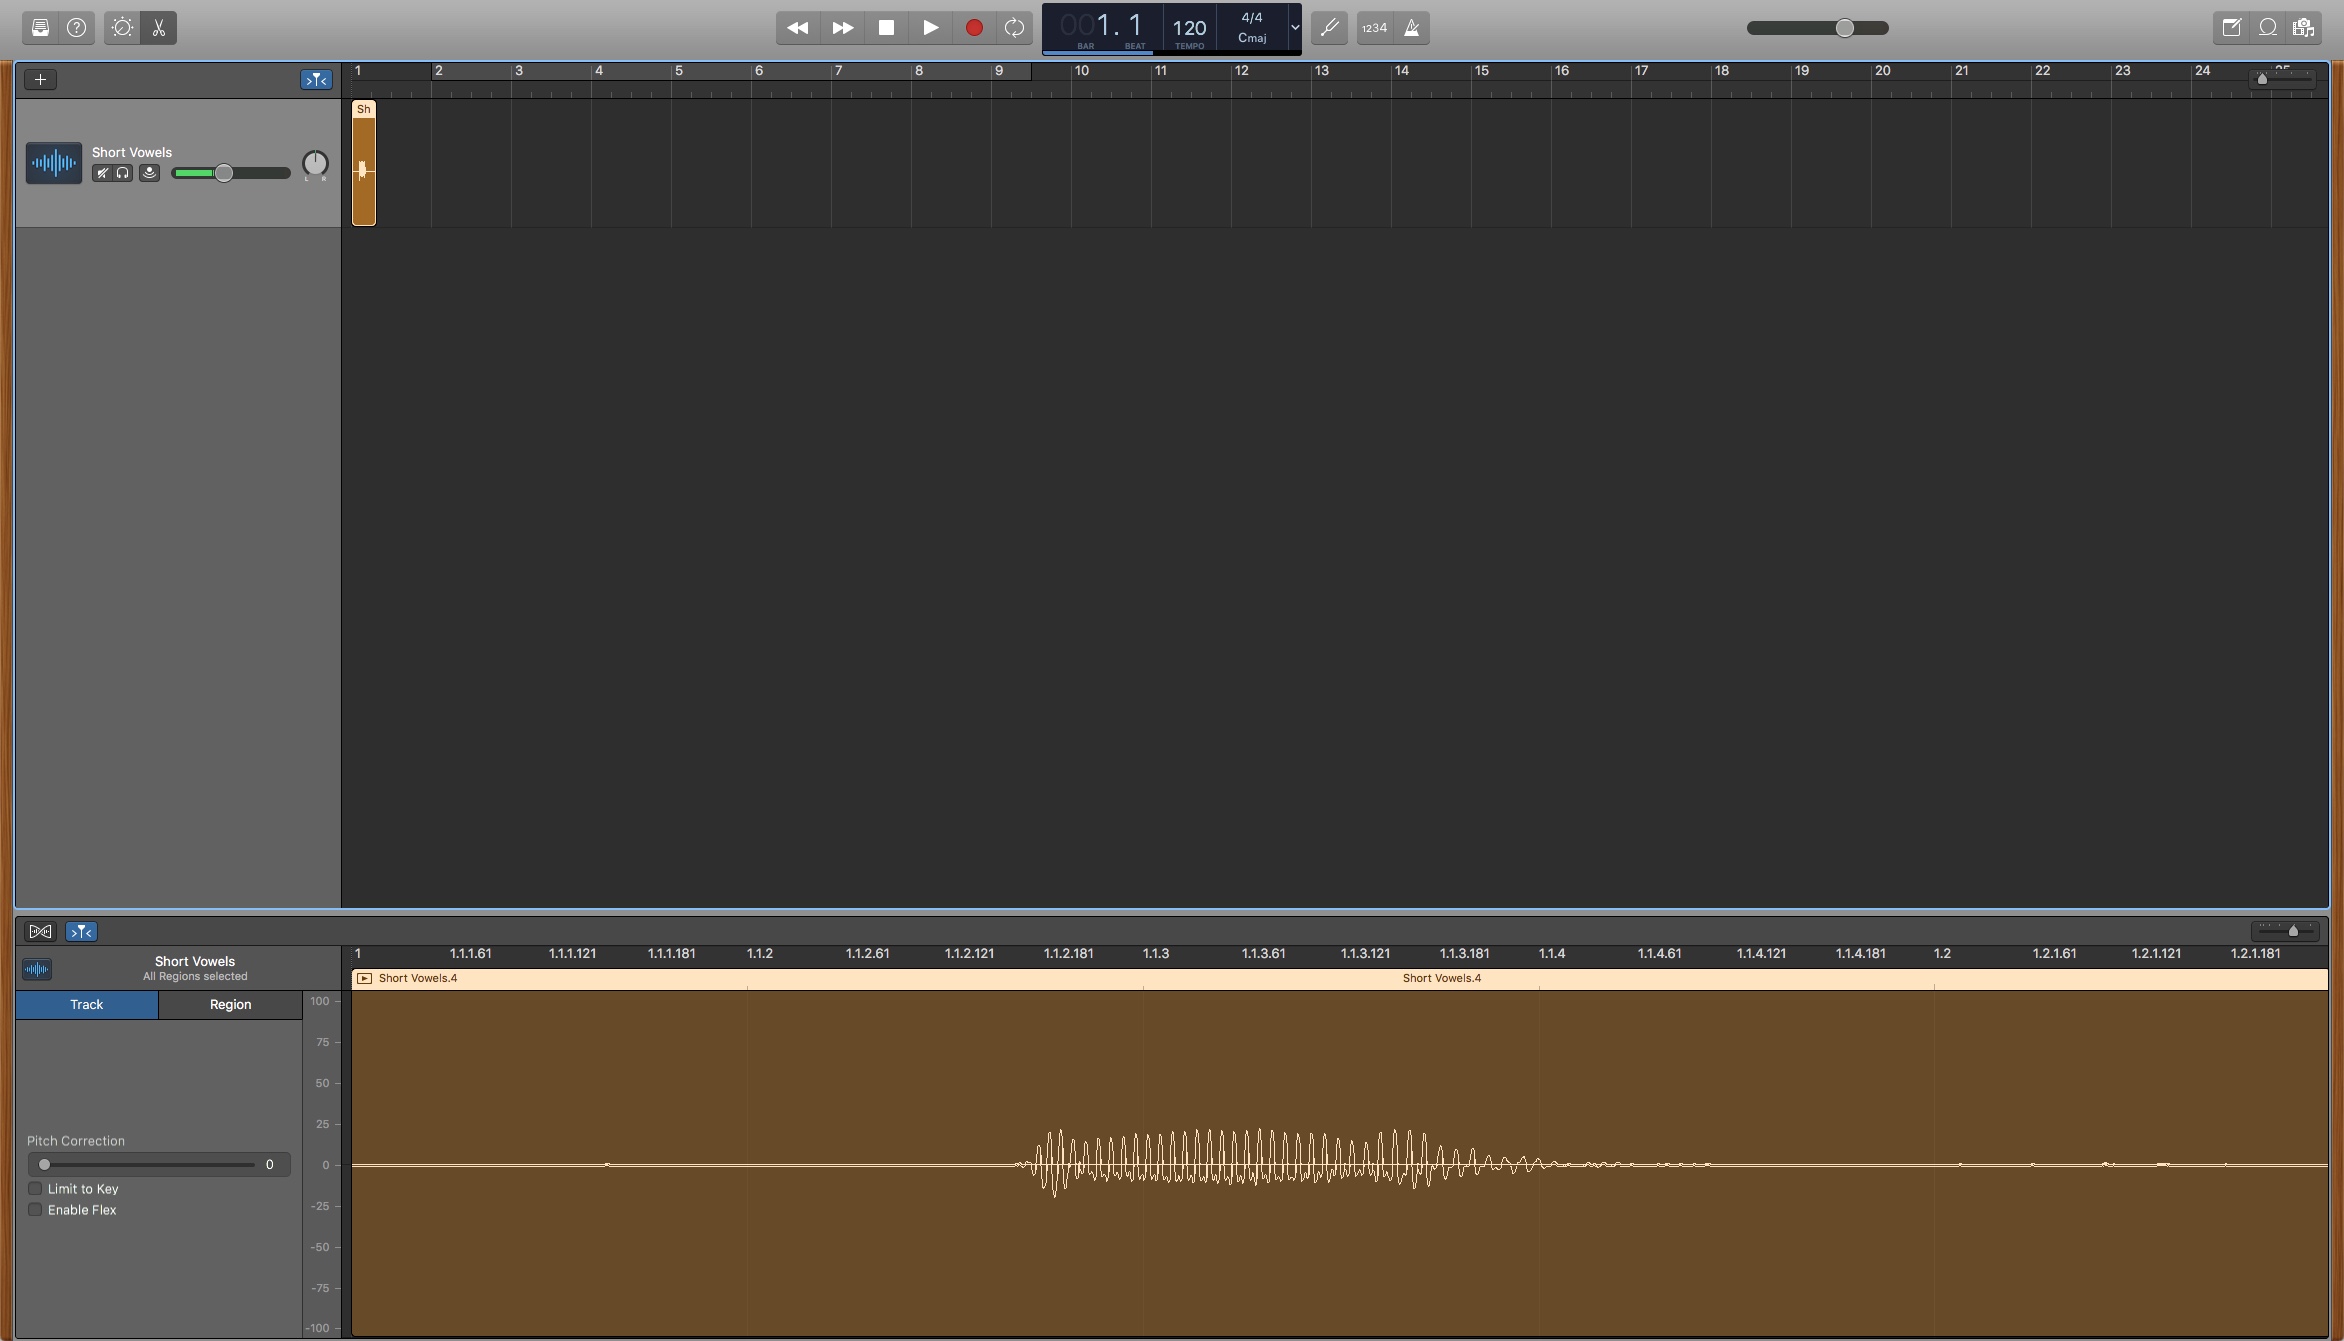 001.1
BAR BEAT
120
TEMPO
4/4
Cmaj
1234
1 2 3 4 5 6 7 8 9 10 11 12 13 14 15 16 17 18 19 20 21 22 23 24
Sh
Short Vowels
L R
1 1.1.1.61 1.1.1.121 1.1.1.181 1.1.2 1.1.2.61 1.1.2.121 1.1.2.181 1.1.3 1.1.3.61 1.1.3.121 1.1.3.181 1.1.4 1.1.4.61 1.1.4.121 1.1.4.181 1.2 1.2.1.61 1.2.1.121 1.2.1.181
Short Vowels
All Regions selected
Short Vowels.4 Short Vowels.4
Track Region
100
75
50
25
0
-25
-50
-75
-100
Pitch Correction
0
Limit to Key
Enable Flex